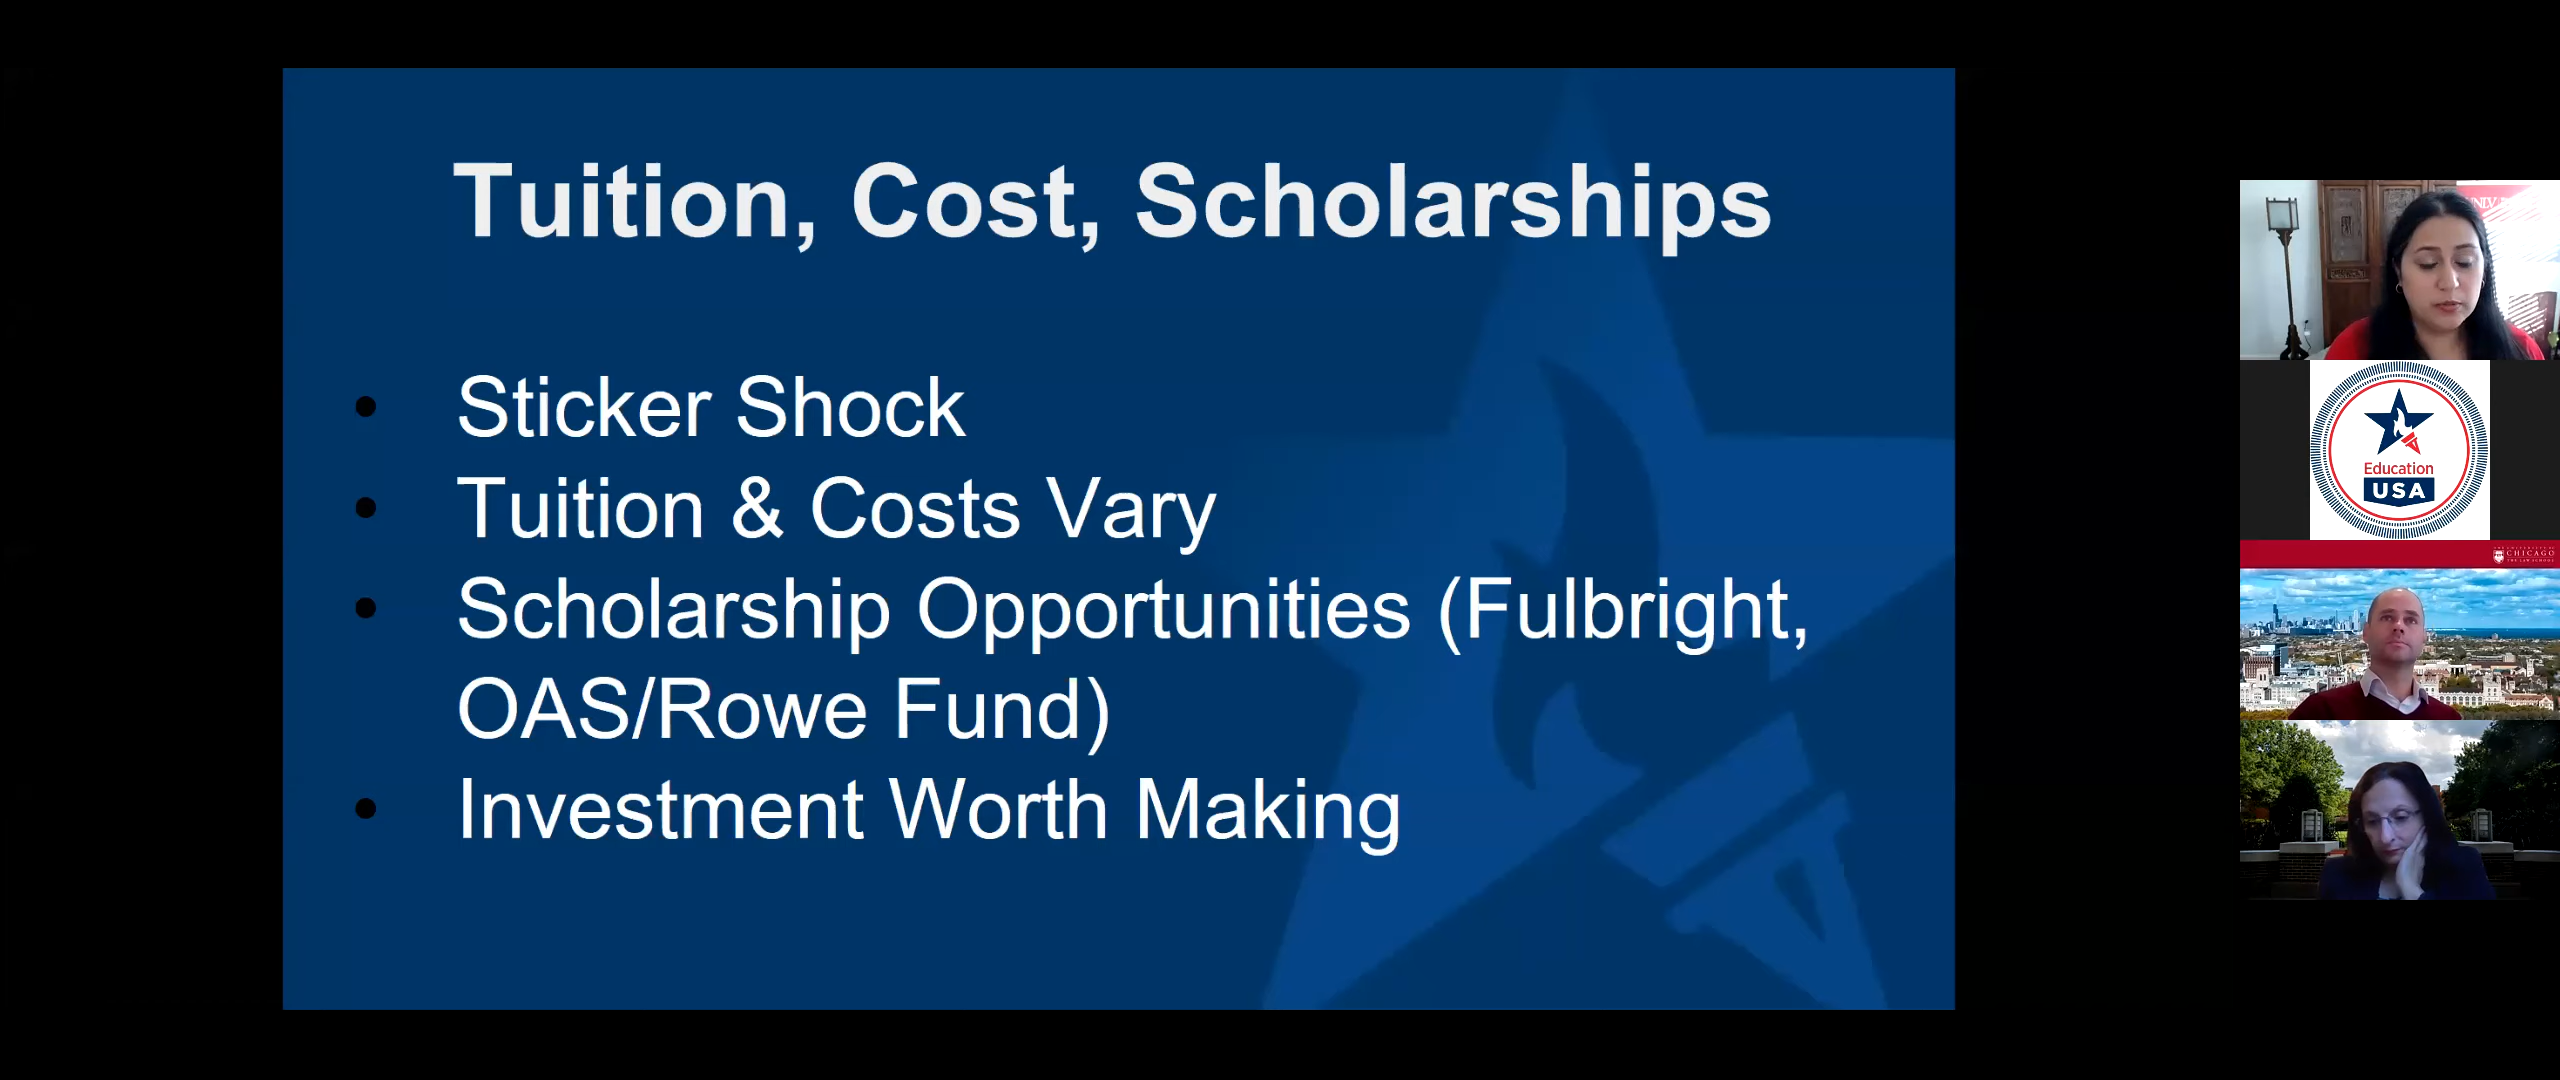 Tuition, Cost, Scholarships
• Sticker Shock
• Tuition & Costs Vary
• Scholarship Opportunities (Fulbright,
OAS/Rowe Fund)
• Investment Worth Making
UNLV
Education
USA
CHICAGO